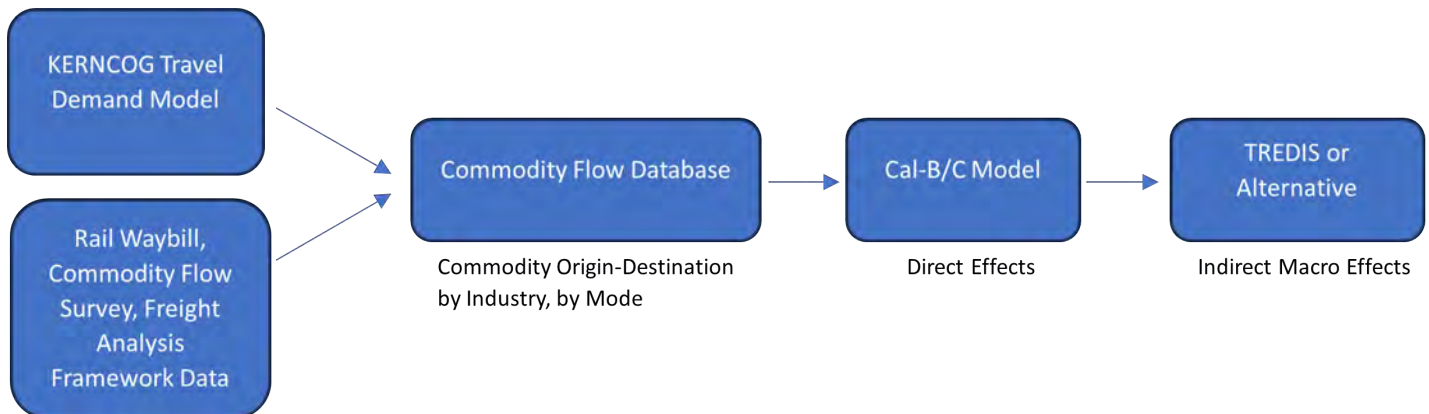 KERNCOG Travel
Demand Model
Rail Waybill,
Commodity Flow
Survey, Freight
Analysis
Framework Data
Commodity Flow Database
Commodity Origin-Destination
by Industry, by Mode
Cal-B/C Model
Direct Effects
TREDIS or
Alternative
Indirect Macro Effects